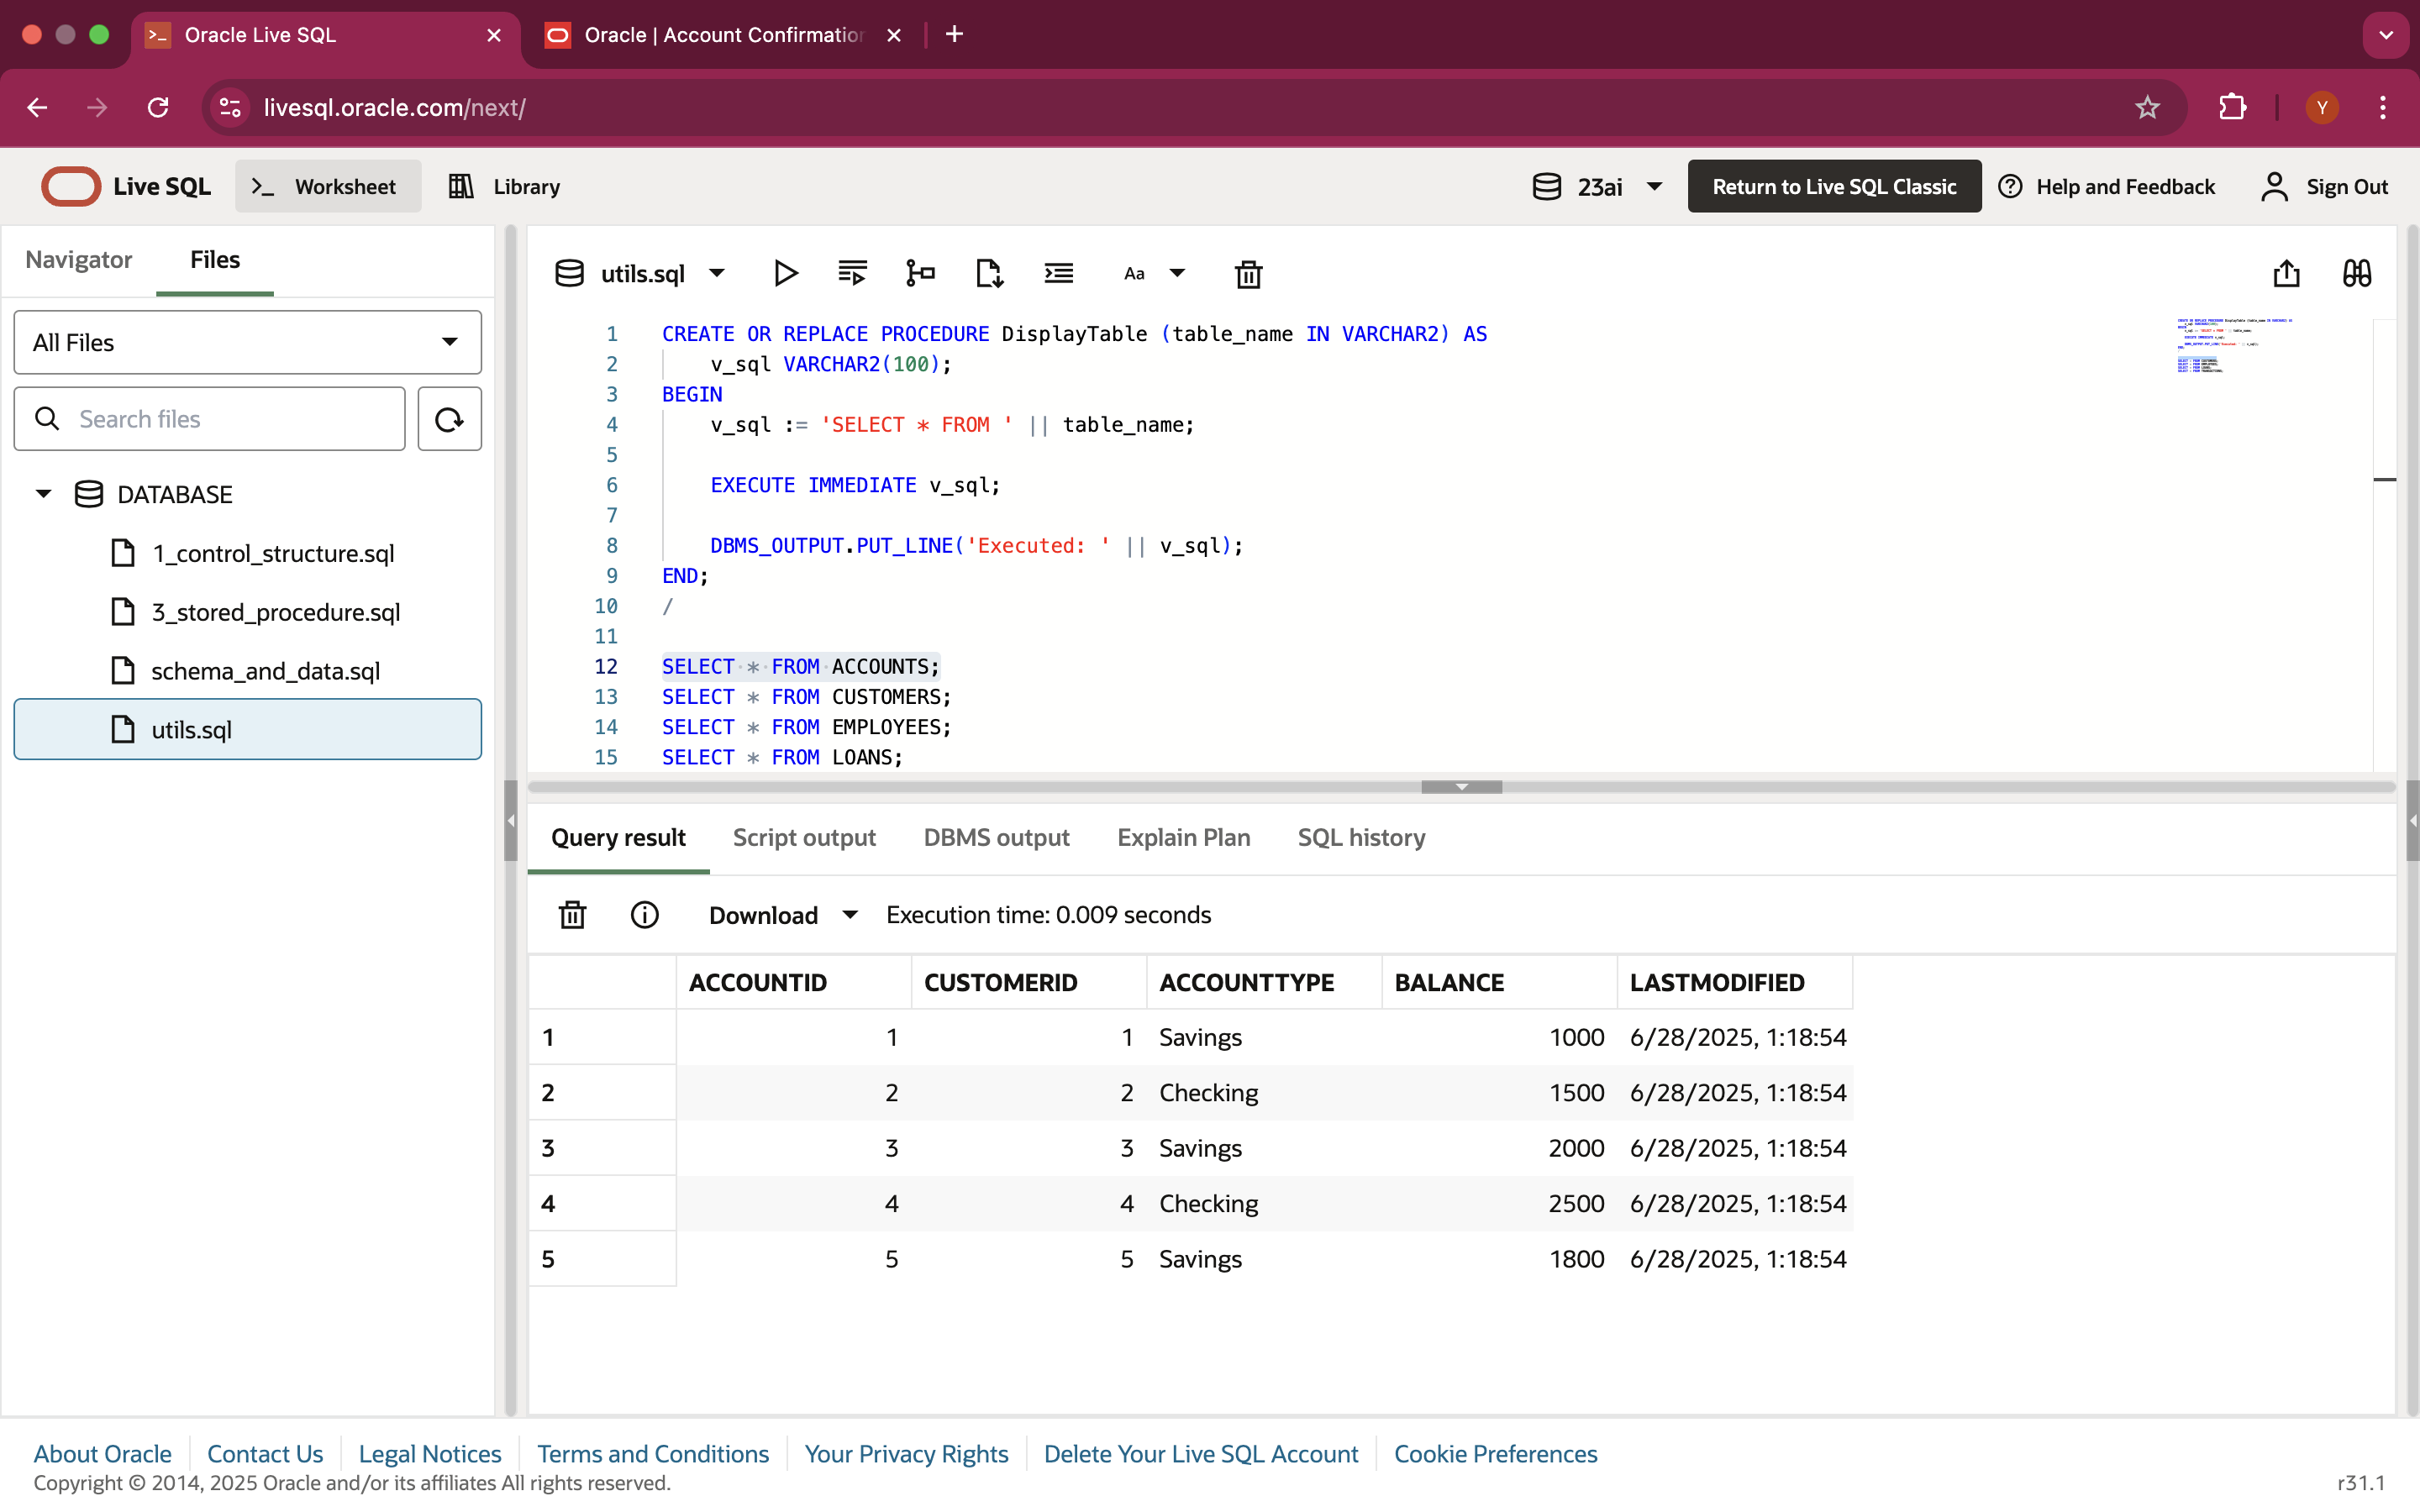 Oracle Live SQL
Oracle | Account Confirmation
livesql.oracle.com/next/
Y
Live SQL
Worksheet
Library
23ai
Return to Live SQL Classic
Help and Feedback
Sign Out
Navigator
Files
All Files
Search files
DATABASE
1_control_structure.sql
3_stored_procedure.sql
schema_and_data.sql
utils.sql
utils.sql
Aa
1 CREATE OR REPLACE PROCEDURE DisplayTable (table_name IN VARCHAR2) AS
2 v_sql VARCHAR2(100);
3 BEGIN
4 v_sql := 'SELECT * FROM ' || table_name;
5
6 EXECUTE IMMEDIATE v_sql;
7
8 DBMS_OUTPUT.PUT_LINE('Executed: ' || v_sql);
9 END;
10 /
11
12 SELECT * FROM ACCOUNTS;
13 SELECT * FROM CUSTOMERS;
14 SELECT * FROM EMPLOYEES;
15 SELECT * FROM LOANS;
Query result Script output DBMS output Explain Plan SQL history
Download Execution time: 0.009 seconds
ACCOUNTID CUSTOMERID ACCOUNTTYPE BALANCE LASTMODIFIED
1 1 1 Savings 1000 6/28/2025, 1:18:54
2 2 2 Checking 1500 6/28/2025, 1:18:54
3 3 3 Savings 2000 6/28/2025, 1:18:54
4 4 4 Checking 2500 6/28/2025, 1:18:54
5 5 5 Savings 1800 6/28/2025, 1:18:54
About Oracle Contact Us Legal Notices Terms and Conditions Your Privacy Rights Delete Your Live SQL Account Cookie Preferences
Copyright © 2014, 2025 Oracle and/or its affiliates All rights reserved.
r31.1